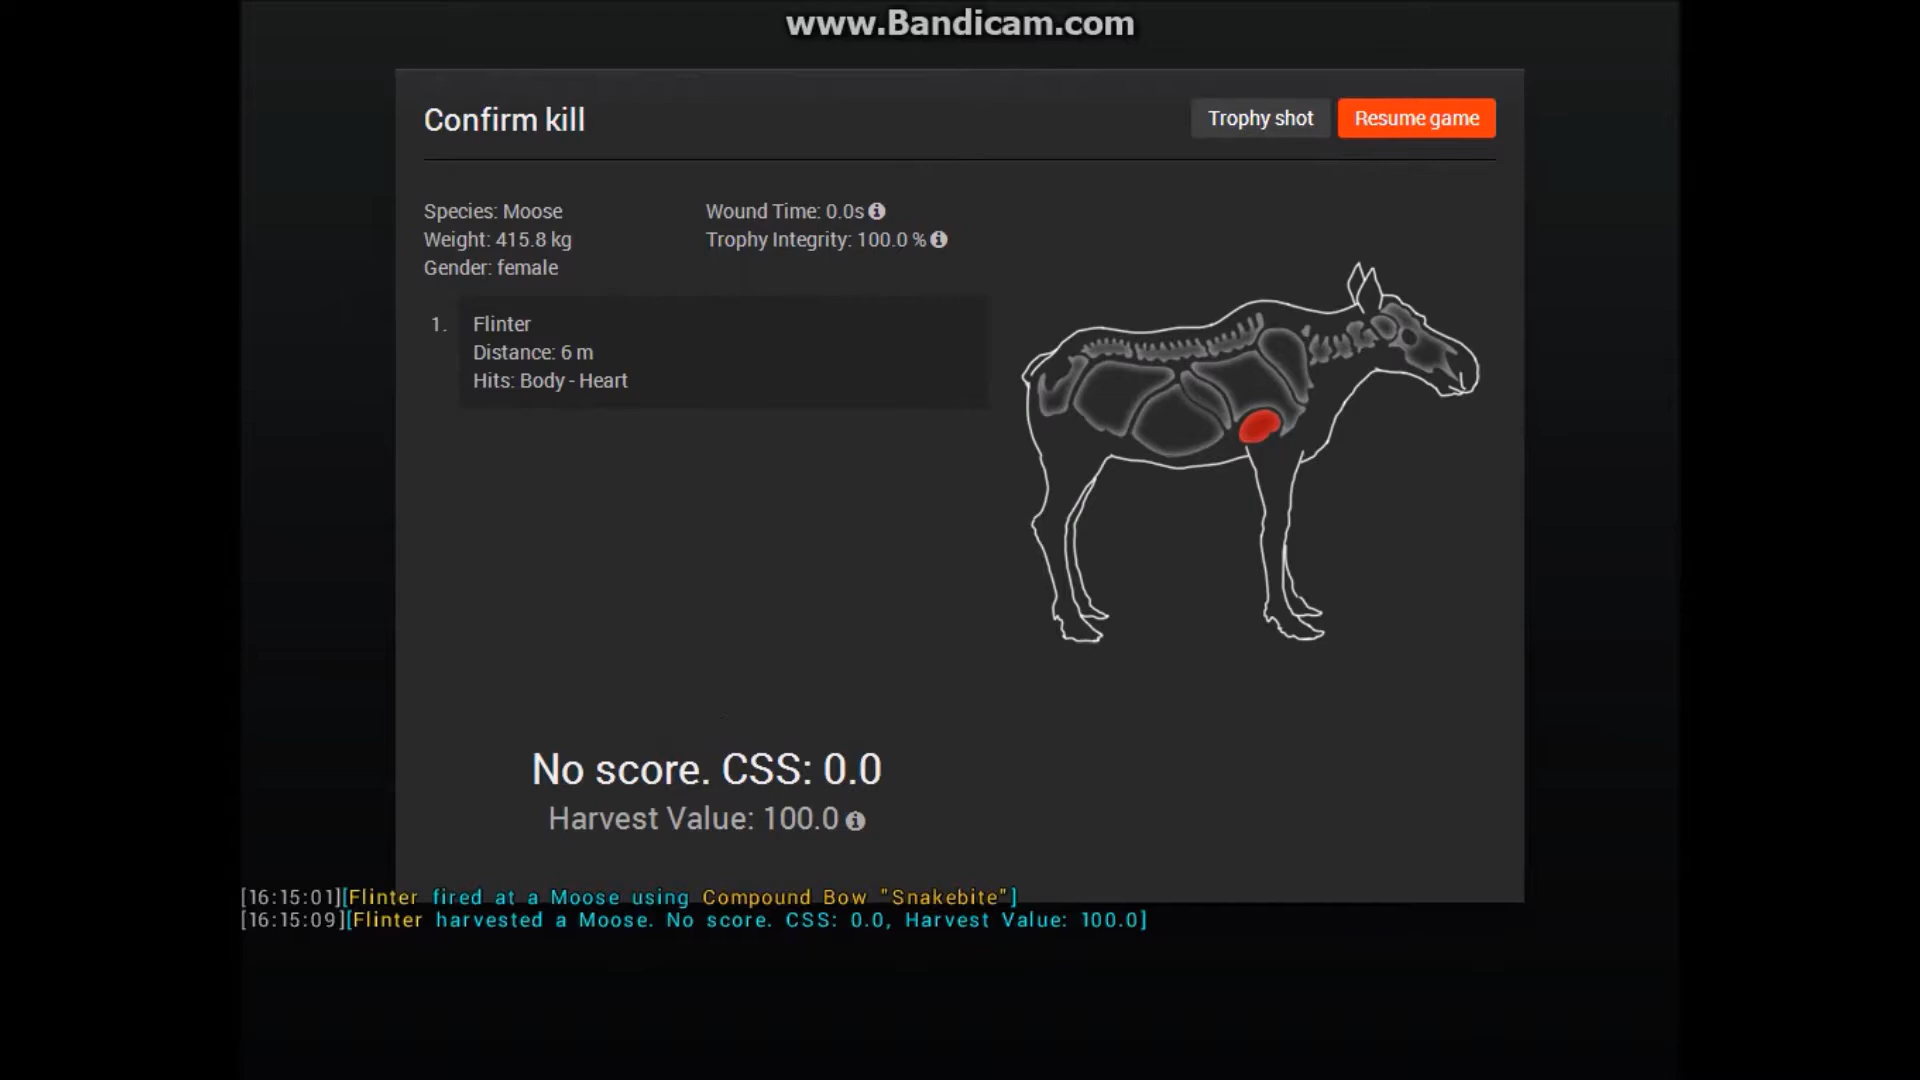 www.Bandicam.com
Confirm kill
Trophy shot
Resume game
Species: Moose
Weight: 415.8 kg
Gender: female
Wound Time: 0.0s
Trophy Integrity: 100.0 %
1.
Flinter
Distance: 6 m
Hits: Body - Heart
No score. CSS: 0.0
Harvest Value: 100.0
[16:15:01][Flinter fired at a Moose using Compound Bow "Snakebite"]
[16:15:09][Flinter harvested a Moose. No score. CSS: 0.0, Harvest Value: 100.0]